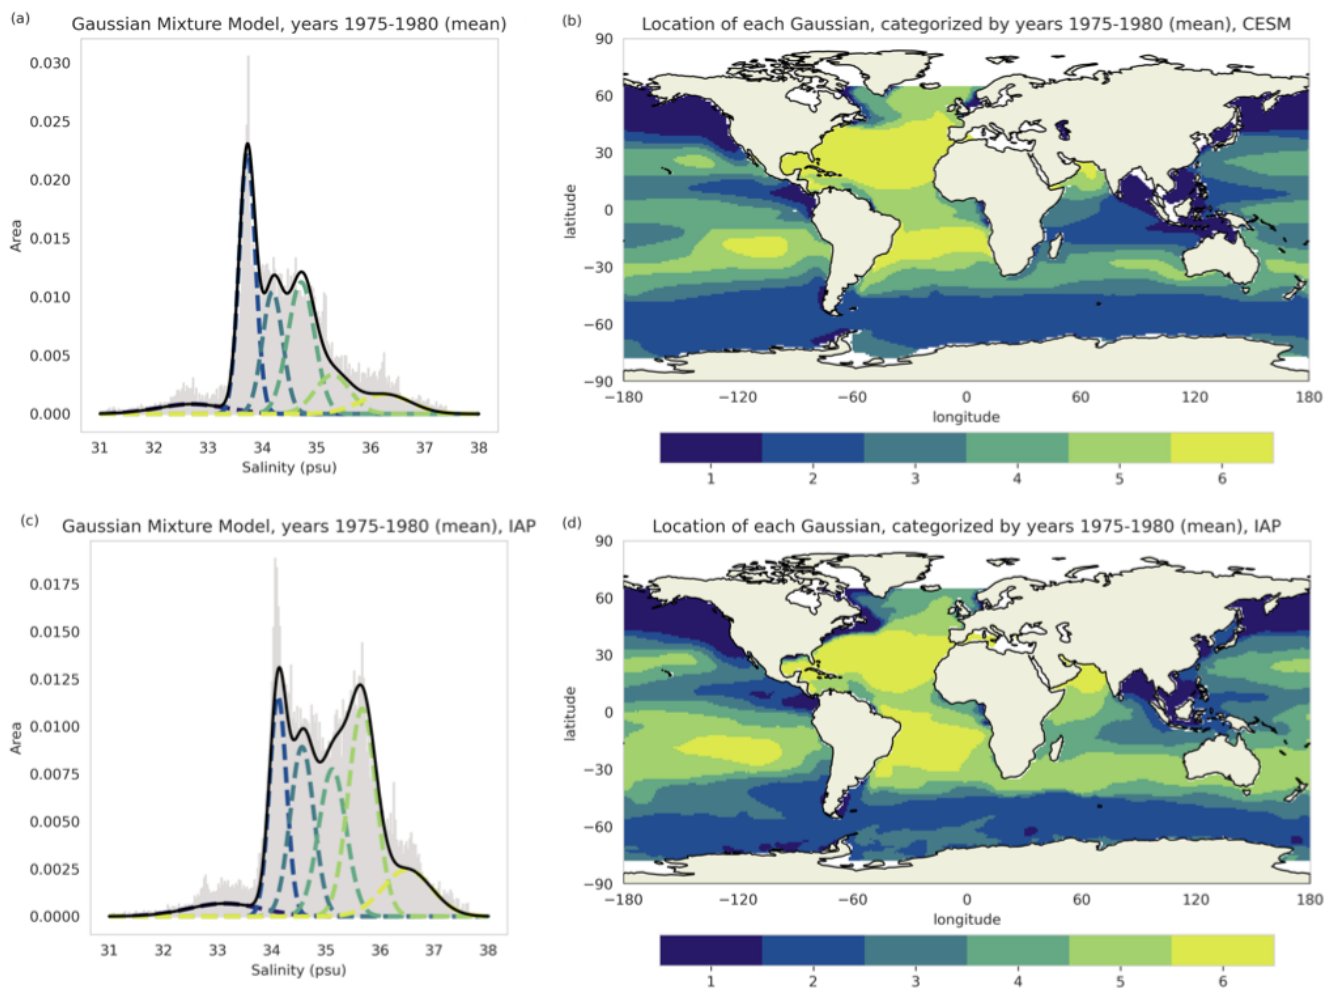 (a)
Gaussian Mixture Model, years 1975-1980 (mean)
0.030
0.025
0.020
0.015
0.010
0.005
0.000
Area
31 32 33 34 35 36 37 38
Salinity (psu)
(b)
Location of each Gaussian, categorized by years 1975-1980 (mean), CESM
90
60
30
0
−30
−60
−90
latitude
−180 −120 −60 0 60 120 180
longitude
1 2 3 4 5 6
(c)
Gaussian Mixture Model, years 1975-1980 (mean), IAP
0.0175
0.0150
0.0125
0.0100
0.0075
0.0050
0.0025
0.0000
Area
31 32 33 34 35 36 37 38
Salinity (psu)
(d)
Location of each Gaussian, categorized by years 1975-1980 (mean), IAP
90
60
30
0
−30
−60
−90
latitude
−180 −120 −60 0 60 120 180
longitude
1 2 3 4 5 6